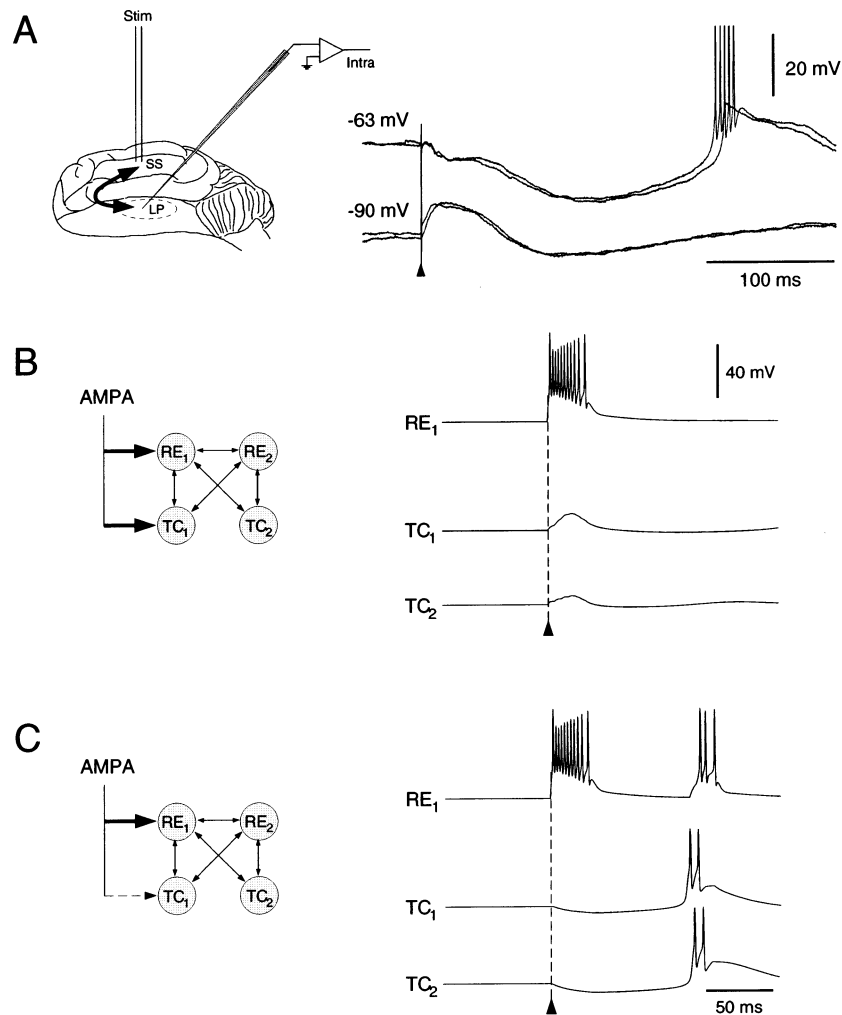 A
Stim
Intra
SS
LP
-63 mV
-90 mV
20 mV
100 ms
B
AMPA
RE1
RE2
TC1
TC2
RE1
TC1
TC2
40 mV
C
AMPA
RE1
RE2
TC1
TC2
RE1
TC1
TC2
50 ms